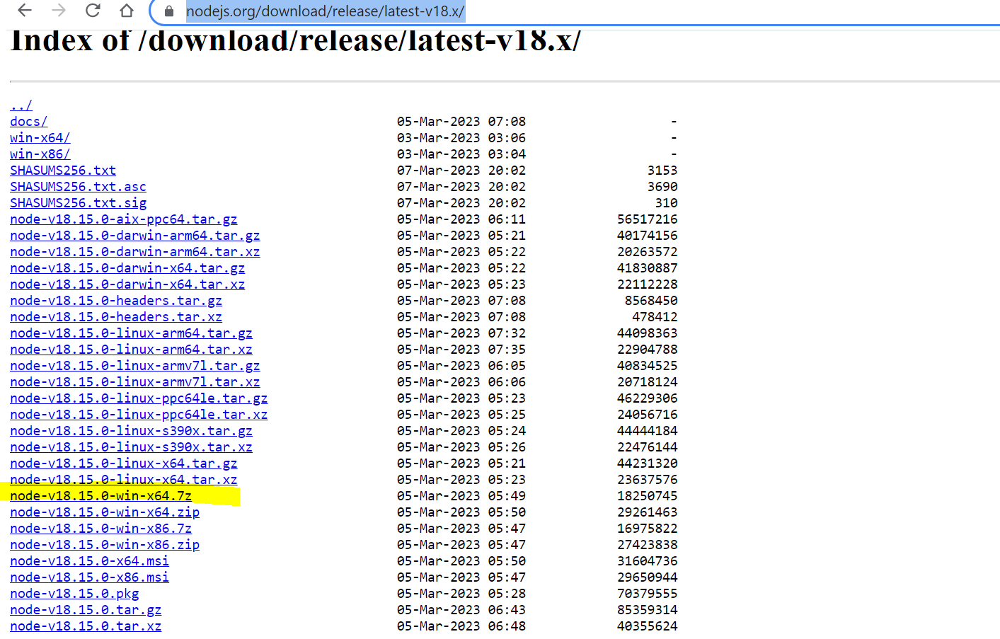 nodejs.org/download/release/latest-v18.x/
Index of /download/release/latest-v18.x/
../
docs/ 05-Mar-2023 07:08 -
win-x64/ 03-Mar-2023 03:06 -
win-x86/ 03-Mar-2023 03:04 -
SHASUMS256.txt 07-Mar-2023 20:02 3153
SHASUMS256.txt.asc 07-Mar-2023 20:02 3690
SHASUMS256.txt.sig 07-Mar-2023 20:02 310
node-v18.15.0-aix-ppc64.tar.gz 05-Mar-2023 06:11 56517216
node-v18.15.0-darwin-arm64.tar.gz 05-Mar-2023 05:21 40174156
node-v18.15.0-darwin-arm64.tar.xz 05-Mar-2023 05:22 20263572
node-v18.15.0-darwin-x64.tar.gz 05-Mar-2023 05:22 41830887
node-v18.15.0-darwin-x64.tar.xz 05-Mar-2023 05:23 22112228
node-v18.15.0-headers.tar.gz 05-Mar-2023 07:08 8568450
node-v18.15.0-headers.tar.xz 05-Mar-2023 07:08 478412
node-v18.15.0-linux-arm64.tar.gz 05-Mar-2023 07:32 44098363
node-v18.15.0-linux-arm64.tar.xz 05-Mar-2023 07:35 22904788
node-v18.15.0-linux-armv7l.tar.gz 05-Mar-2023 06:05 40834525
node-v18.15.0-linux-armv7l.tar.xz 05-Mar-2023 06:06 20718124
node-v18.15.0-linux-ppc64le.tar.gz 05-Mar-2023 05:23 46229306
node-v18.15.0-linux-ppc64le.tar.xz 05-Mar-2023 05:25 24056716
node-v18.15.0-linux-s390x.tar.gz 05-Mar-2023 05:24 44444184
node-v18.15.0-linux-s390x.tar.xz 05-Mar-2023 05:26 22476144
node-v18.15.0-linux-x64.tar.gz 05-Mar-2023 05:21 44231320
node-v18.15.0-linux-x64.tar.xz 05-Mar-2023 05:23 23637576
node-v18.15.0-win-x64.7z 05-Mar-2023 05:49 18250745
node-v18.15.0-win-x64.zip 05-Mar-2023 05:50 29261463
node-v18.15.0-win-x86.7z 05-Mar-2023 05:47 16975822
node-v18.15.0-win-x86.zip 05-Mar-2023 05:47 27423838
node-v18.15.0-x64.msi 05-Mar-2023 05:50 31604736
node-v18.15.0-x86.msi 05-Mar-2023 05:47 29650944
node-v18.15.0.pkg 05-Mar-2023 05:28 70379555
node-v18.15.0.tar.gz 05-Mar-2023 06:43 85359314
node-v18.15.0.tar.xz 05-Mar-2023 06:48 40355624